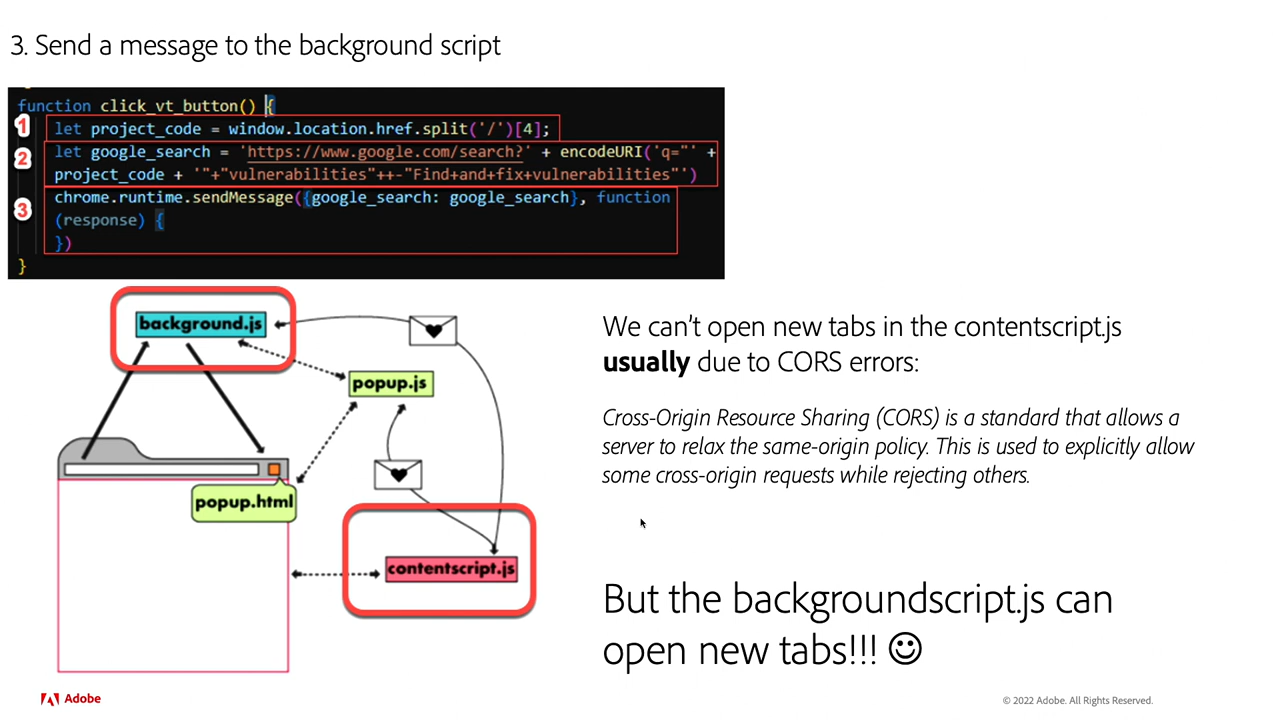 3. Send a message to the background script
function click_vt_button() {
1 let project_code = window.location.href.split('/')[4];
2 let google_search = 'https://www.google.com/search?' + encodeURI('q="' +
project_code + '"+"vulnerabilities"++-"Find+and+fix+vulnerabilities"')
3 chrome.runtime.sendMessage({google_search: google_search}, function
(response) {
})
}
background.js
popup.js
popup.html
contentscript.js
We can't open new tabs in the contentscript.js
usually due to CORS errors:
Cross-Origin Resource Sharing (CORS) is a standard that allows a
server to relax the same-origin policy. This is used to explicitly allow
some cross-origin requests while rejecting others.
But the backgroundscript.js can
open new tabs!!! ☺
Adobe
© 2022 Adobe. All Rights Reserved.